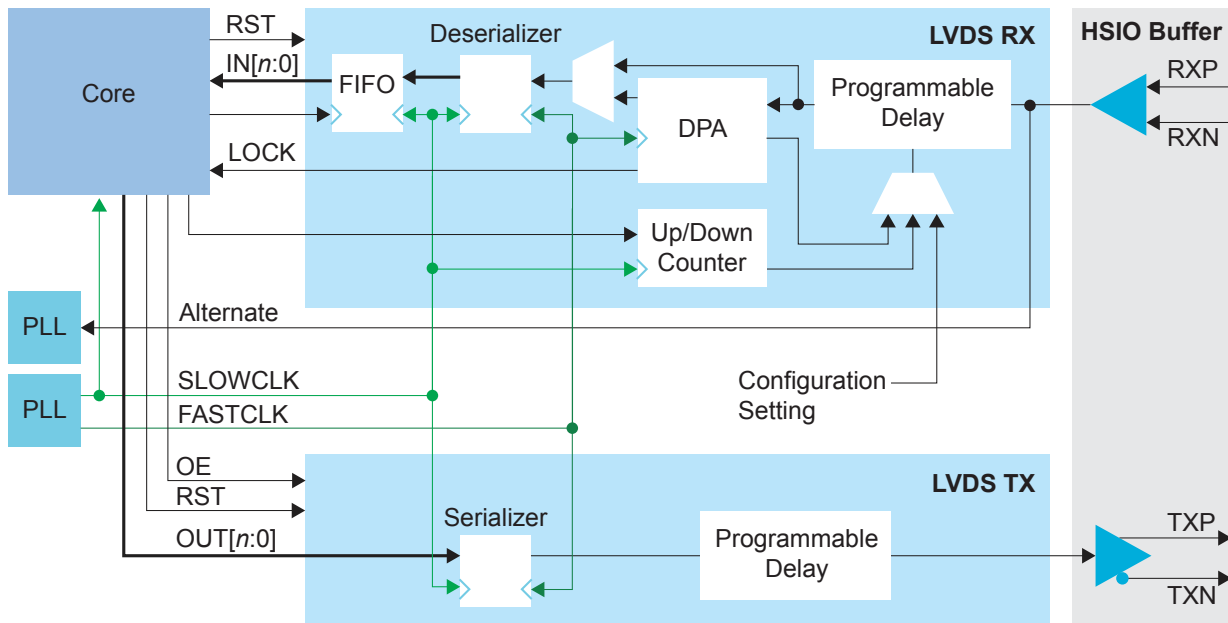 RST
Deserializer
LVDS RX
HSIO Buffer
IN[n:0]
RXP
Core
FIFO
Programmable
Delay
DPA
RXN
LOCK
Up/Down
Counter
Alternate
PLL
SLOWCLK
Configuration
Setting
PLL
FASTCLK
OE
LVDS TX
RST
Serializer
TXP
OUT[n:0]
Programmable
Delay
TXN